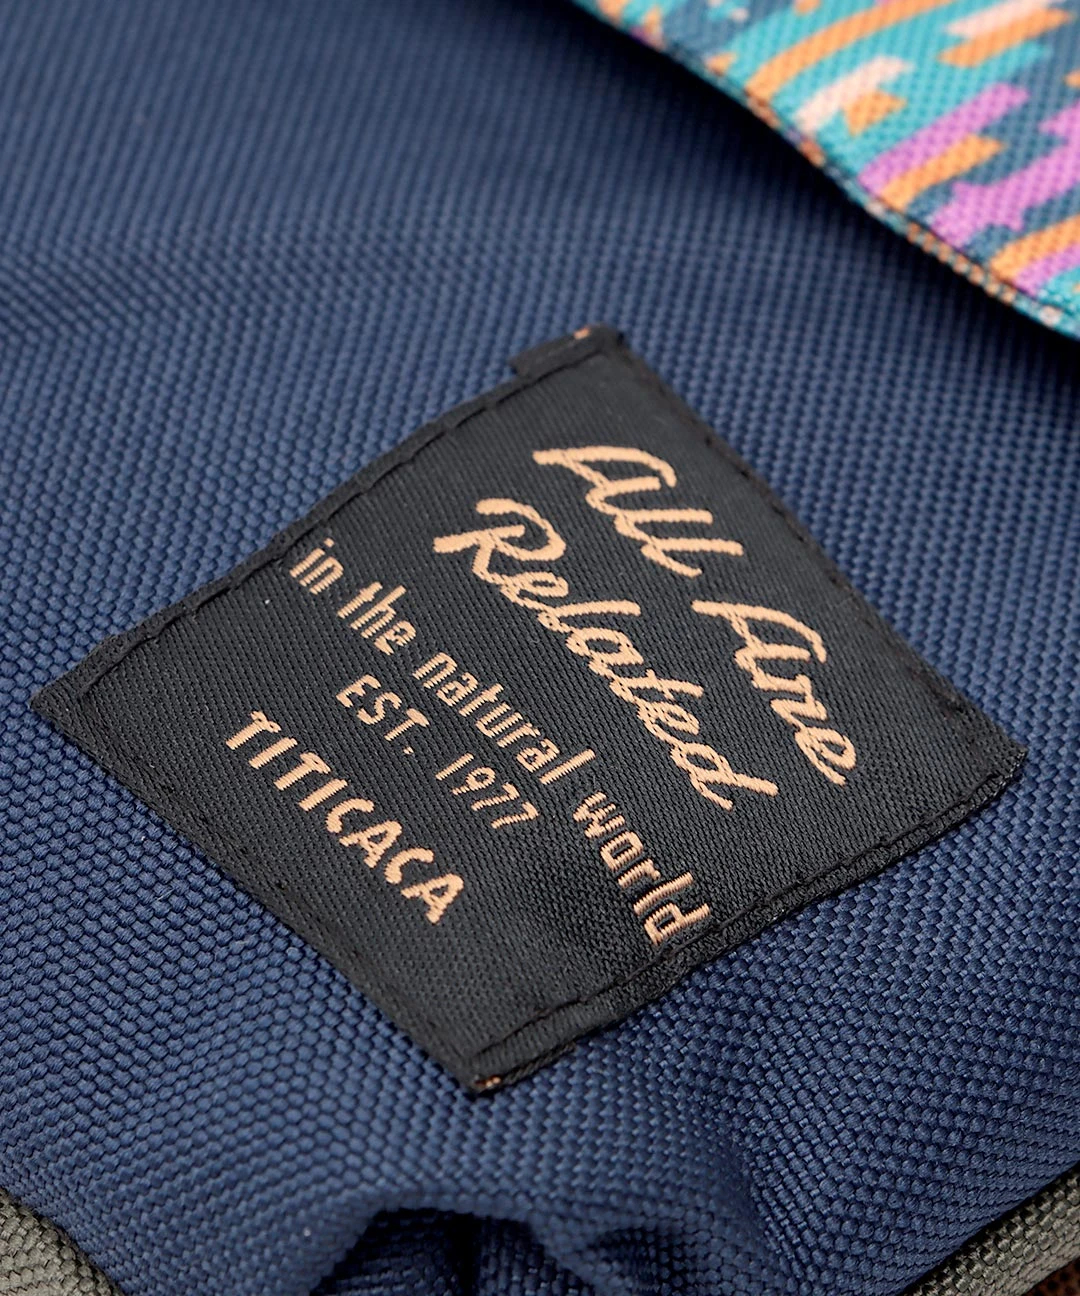 All Are
Related
in the natural world
EST. 1977
TITICACA